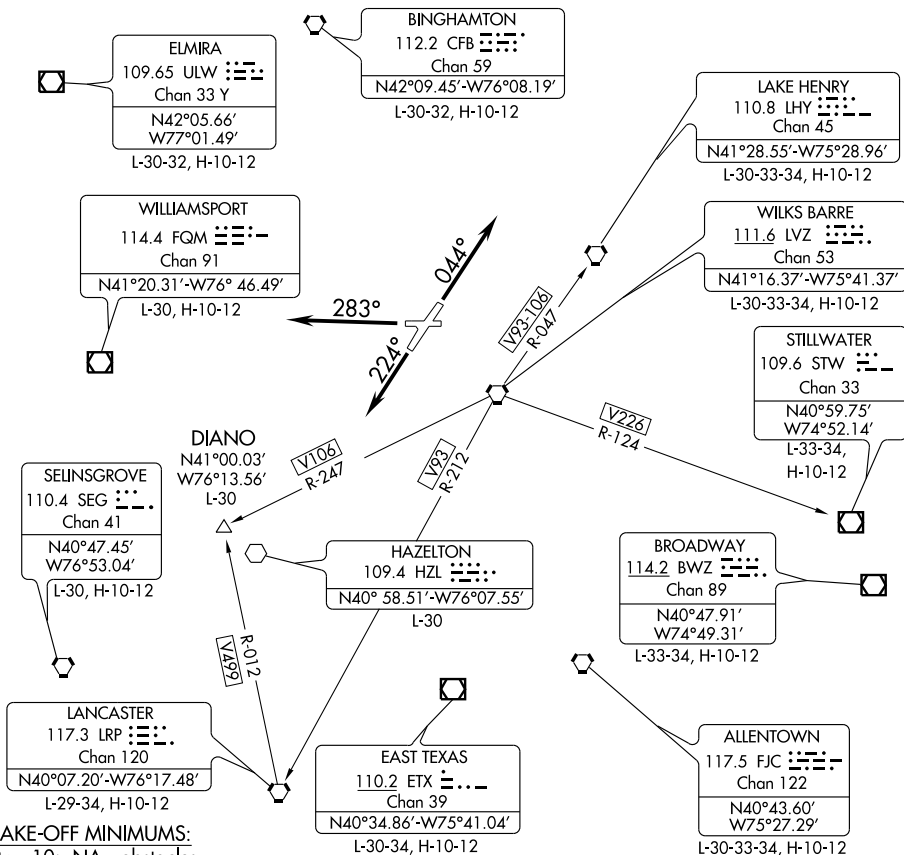 BINGHAMTON
112.2 CFB
Chan 59
N42°09.45′-W76°08.19′
L-30-32, H-10-12
ELMIRA
109.65 ULW
Chan 33 Y
N42°05.66′
W77°01.49′
L-30-32, H-10-12
LAKE HENRY
110.8 LHY
Chan 45
N41°28.55′-W75°28.96′
L-30-33-34, H-10-12
WILLIAMSPORT
114.4 FQM
Chan 91
N41°20.31′-W76° 46.49′
L-30, H-10-12
WILKS BARRE
111.6 LVZ
Chan 53
N41°16.37′-W75°41.37′
L-30-33-34, H-10-12
044°
283°
224°
V93-106
R-047
STILLWATER
109.6 STW
Chan 33
N40°59.75′
W74°52.14′
L-33-34,
H-10-12
V226
R-124
V106
R-247
V93
R-212
DIANO
N41°00.03′
W76°13.56′
L-30
SELINSGROVE
110.4 SEG
Chan 41
N40°47.45′
W76°53.04′
L-30, H-10-12
HAZELTON
109.4 HZL
N40° 58.51′-W76°07.55′
L-30
BROADWAY
114.2 BWZ
Chan 89
N40°47.91′
W74°49.31′
L-33-34, H-10-12
R-012
V499
LANCASTER
117.3 LRP
Chan 120
N40°07.20′-W76°17.48′
L-29-34, H-10-12
EAST TEXAS
110.2 ETX
Chan 39
N40°34.86′-W75°41.04′
L-30-34, H-10-12
ALLENTOWN
117.5 FJC
Chan 122
N40°43.60′
W75°27.29′
L-30-33-34, H-10-12
AKE-OFF MINIMUMS: